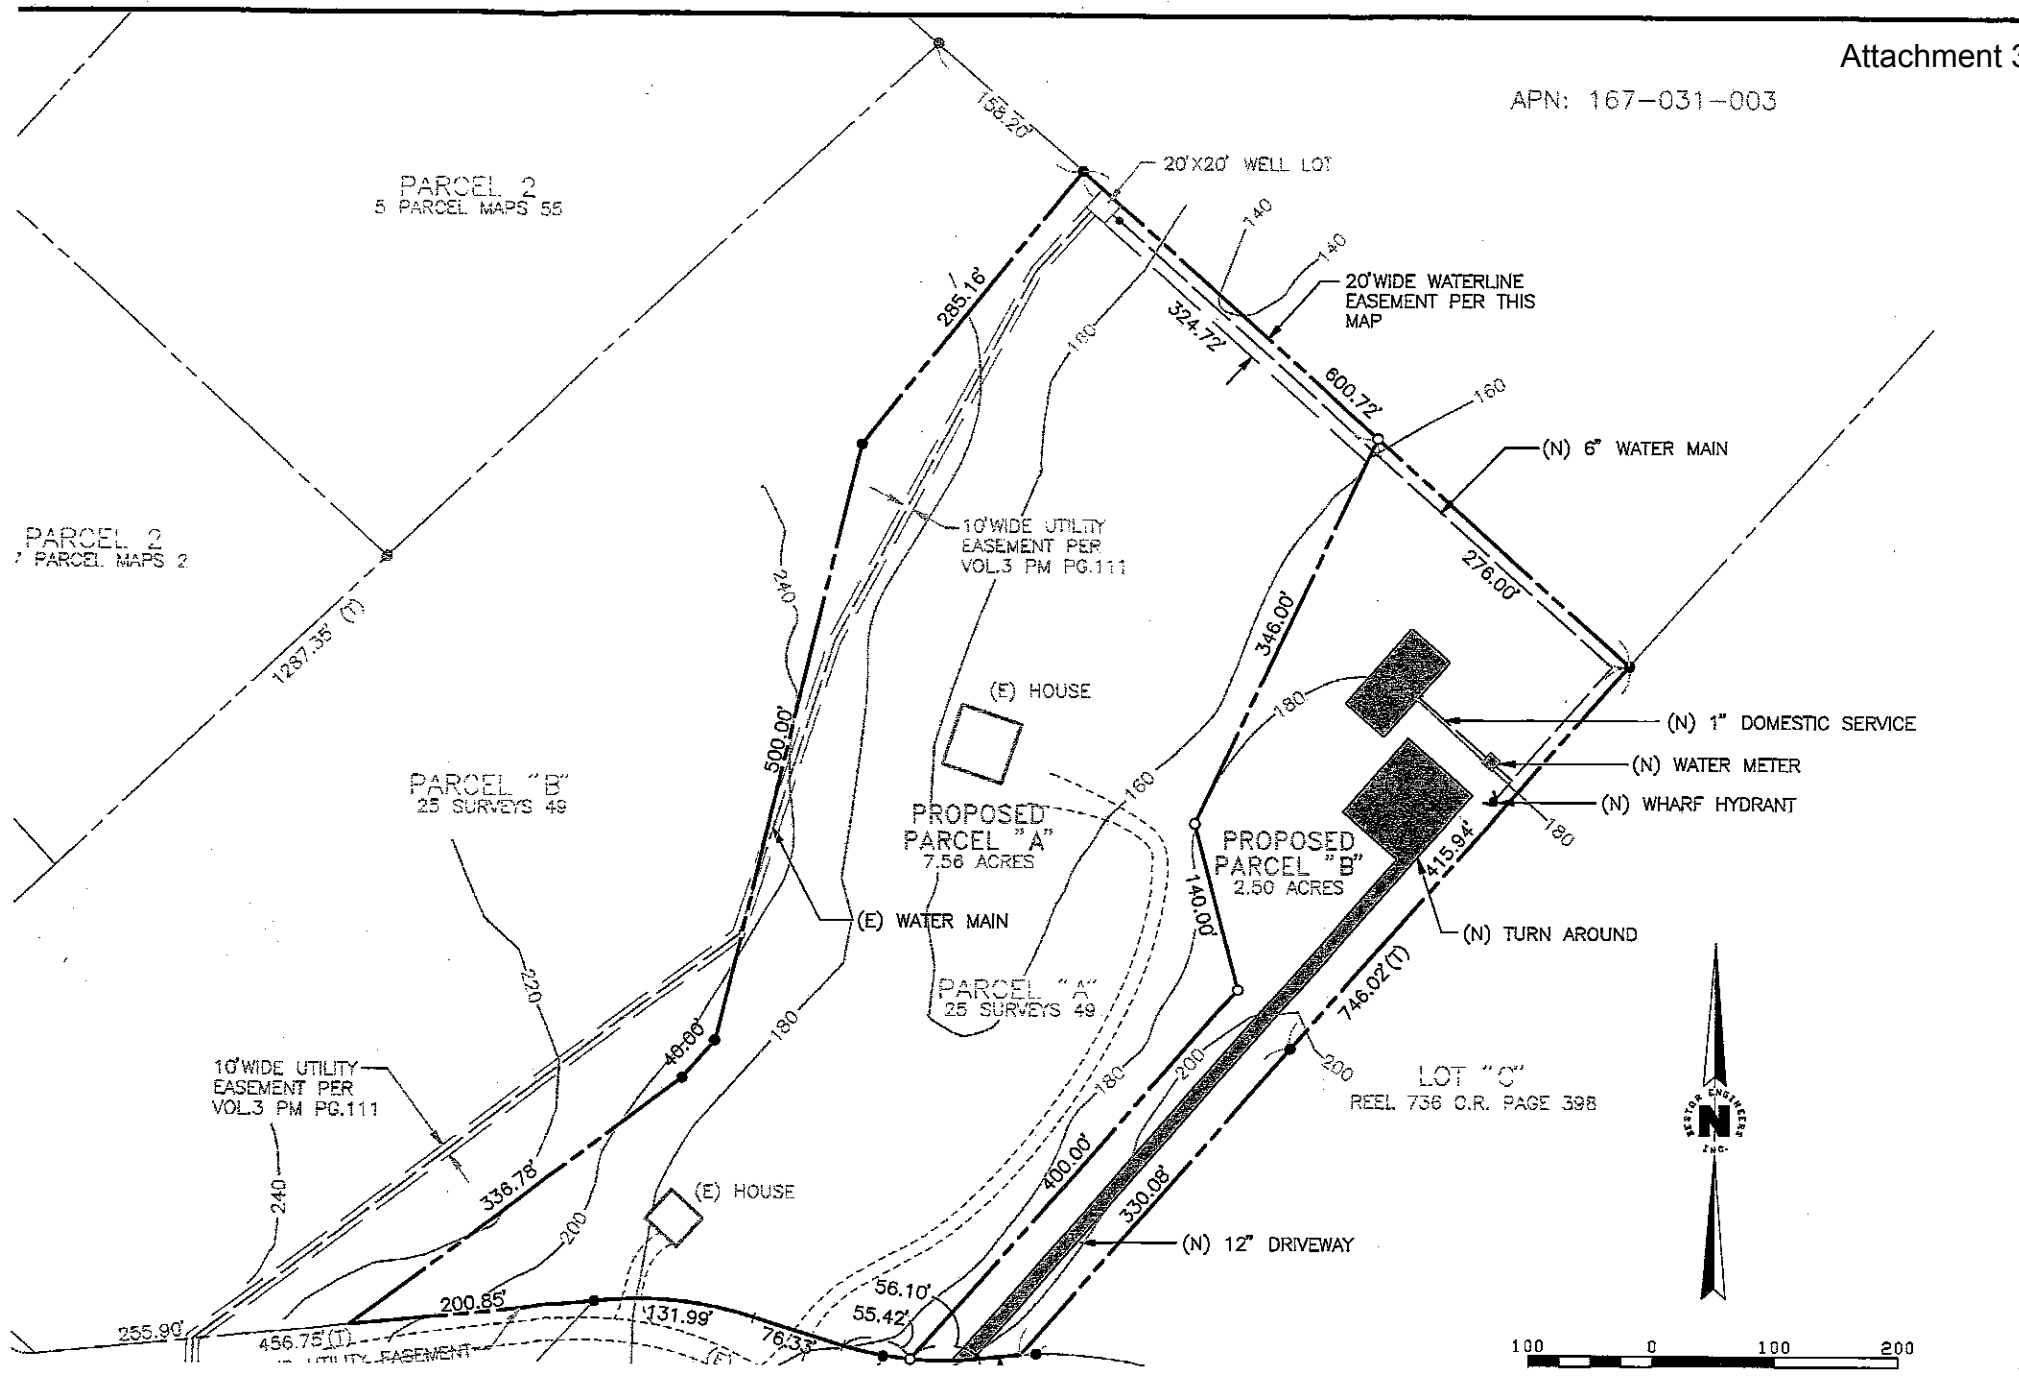 Attachment 3
APN: 167-031-003
158.20'
20'X20' WELL LOT
PARCEL 2
5 PARCEL MAPS 55
140
140
20'WIDE WATERLINE
EASEMENT PER THIS
MAP
285.16'
324.72'
180
600.72'
160
(N) 6" WATER MAIN
PARCEL 2
PARCEL MAPS 2
10'WIDE UTILITY
EASEMENT PER
VOL.3 PM PG.111
276.00'
240
346.00'
1287.35' (T)
(E) HOUSE
180
(N) 1" DOMESTIC SERVICE
500.00'
(N) WATER METER
PARCEL "B"
25 SURVEYS 49
160
(N) WHARF HYDRANT
180
PROPOSED
PARCEL "A"
7.56 ACRES
PROPOSED
PARCEL "B"
2.50 ACRES
415.94'
140.00'
(E) WATER MAIN
(N) TURN AROUND
220
PARCEL "A"
25 SURVEYS 49
746.02'(T)
180
40.00'
10'WIDE UTILITY
EASEMENT PER
VOL.3 PM PG.111
180
200
200
LOT "C"
REEL 736 C.R. PAGE 398
BESTOR ENGINEERS
N
INC.
400.00'
336.78'
330.08'
240
(E) HOUSE
200
(N) 12" DRIVEWAY
56.10'
200.85'
131.99'
55.42'
255.90'
456.75'(T)
76.33'
UTILITY EASEMENT
(E)
100 0 100 200